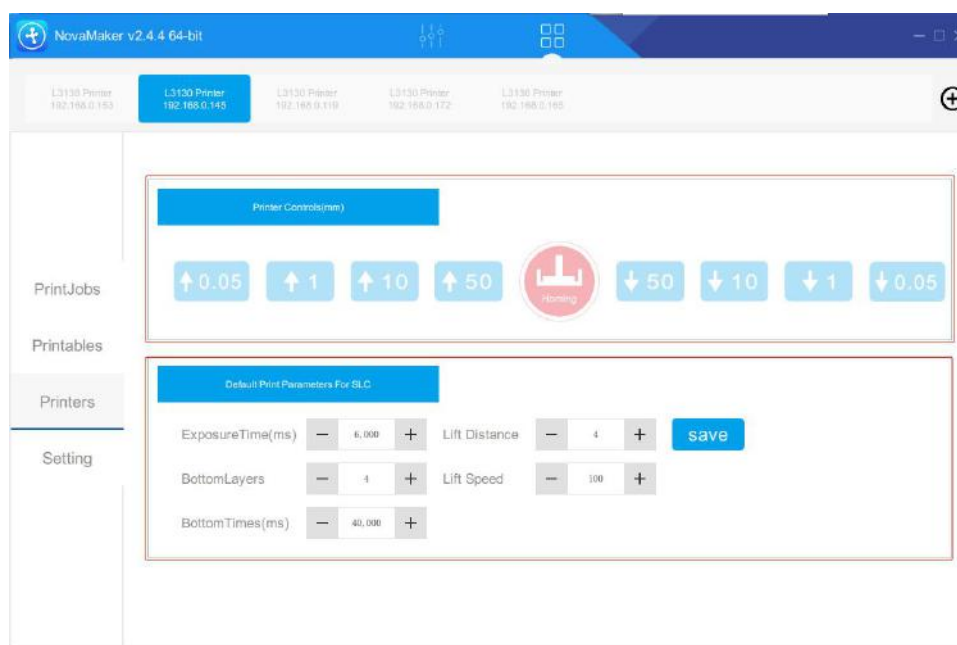 NovaMaker v2.4.4 64-bit
L3130 Printer
192.168.0.153
L3130 Printer
192.168.0.145
L3130 Printer
192.168.0.119
L3130 Printer
192.168.0.172
L3130 Printer
192.168.0.165
Printer Controls(mm)
0.05
1
10
50
Homing
50
10
1
0.05
PrintJobs
Printables
Printers
Setting
Default Print Parameters For SLC
ExposureTime(ms) — 6,000 + Lift Distance — 4 + save
BottomLayers — 4 + Lift Speed — 100 +
BottomTimes(ms) — 40,000 +